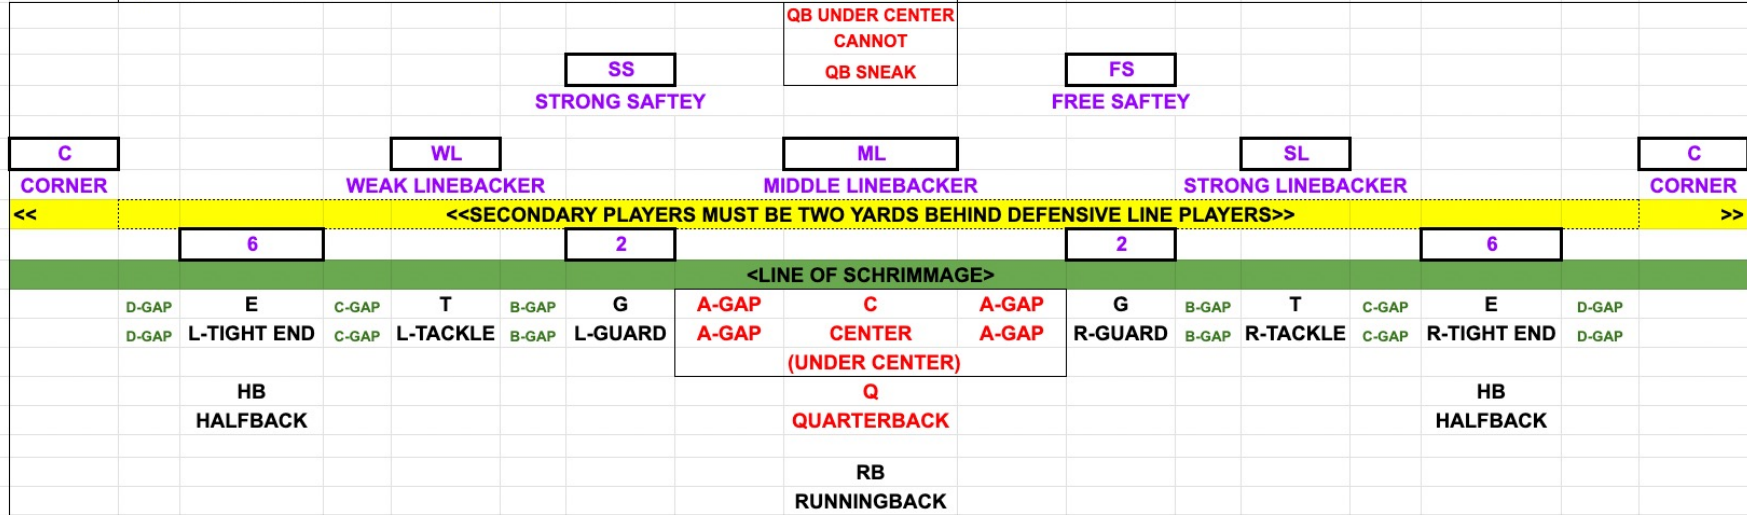 QB UNDER CENTER
CANNOT
SS QB SNEAK FS
STRONG SAFTEY FREE SAFTEY
C WL ML SL C
CORNER WEAK LINEBACKER MIDDLE LINEBACKER STRONG LINEBACKER CORNER
<< <<SECONDARY PLAYERS MUST BE TWO YARDS BEHIND DEFENSIVE LINE PLAYERS>> >>
6 2 2 6
<LINE OF SCHRIMMAGE>
D-GAP E C-GAP T B-GAP G A-GAP C A-GAP G B-GAP T C-GAP E D-GAP
D-GAP L-TIGHT END C-GAP L-TACKLE B-GAP L-GUARD A-GAP CENTER A-GAP R-GUARD B-GAP R-TACKLE C-GAP R-TIGHT END D-GAP
(UNDER CENTER)
HB Q HB
HALFBACK QUARTERBACK HALFBACK
RB
RUNNINGBACK